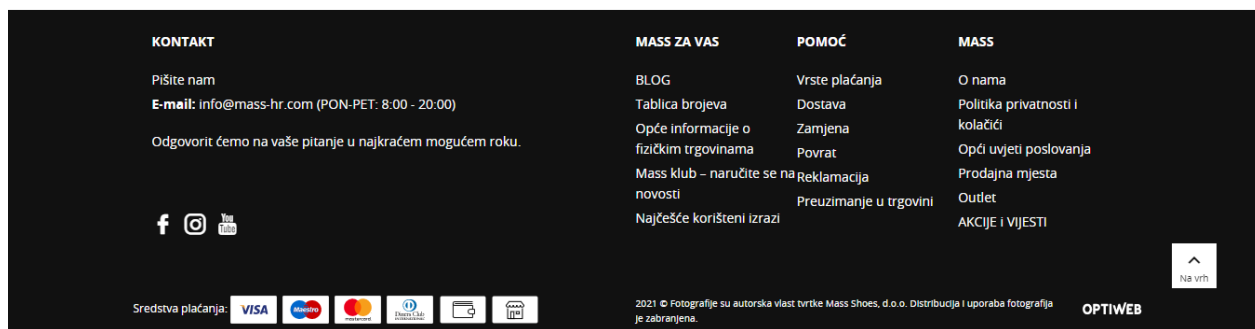 KONTAKT
Pišite nam
E-mail: info@mass-hr.com (PON-PET: 8:00 - 20:00)
Odgovorit ćemo na vaše pitanje u najkraćem mogućem roku.
You
Tube
MASS ZA VAS
BLOG
Tablica brojeva
Opće informacije o
fizičkim trgovinama
Mass klub – naručite se na
novosti
Najčešće korišteni izrazi
POMOĆ
Vrste plaćanja
Dostava
Zamjena
Povrat
Reklamacija
Preuzimanje u trgovini
MASS
O nama
Politika privatnosti i
kolačići
Opći uvjeti poslovanja
Prodajna mjesta
Outlet
AKCIJE i VIJESTI
Na vrh
Sredstva plaćanja: VISA Maestro mastercard Diners Club INTERNATIONAL
2021 © Fotografije su autorska vlast tvrtke Mass Shoes, d.o.o. Distribucija i uporaba fotografija
je zabranjena.
OPTIWEB